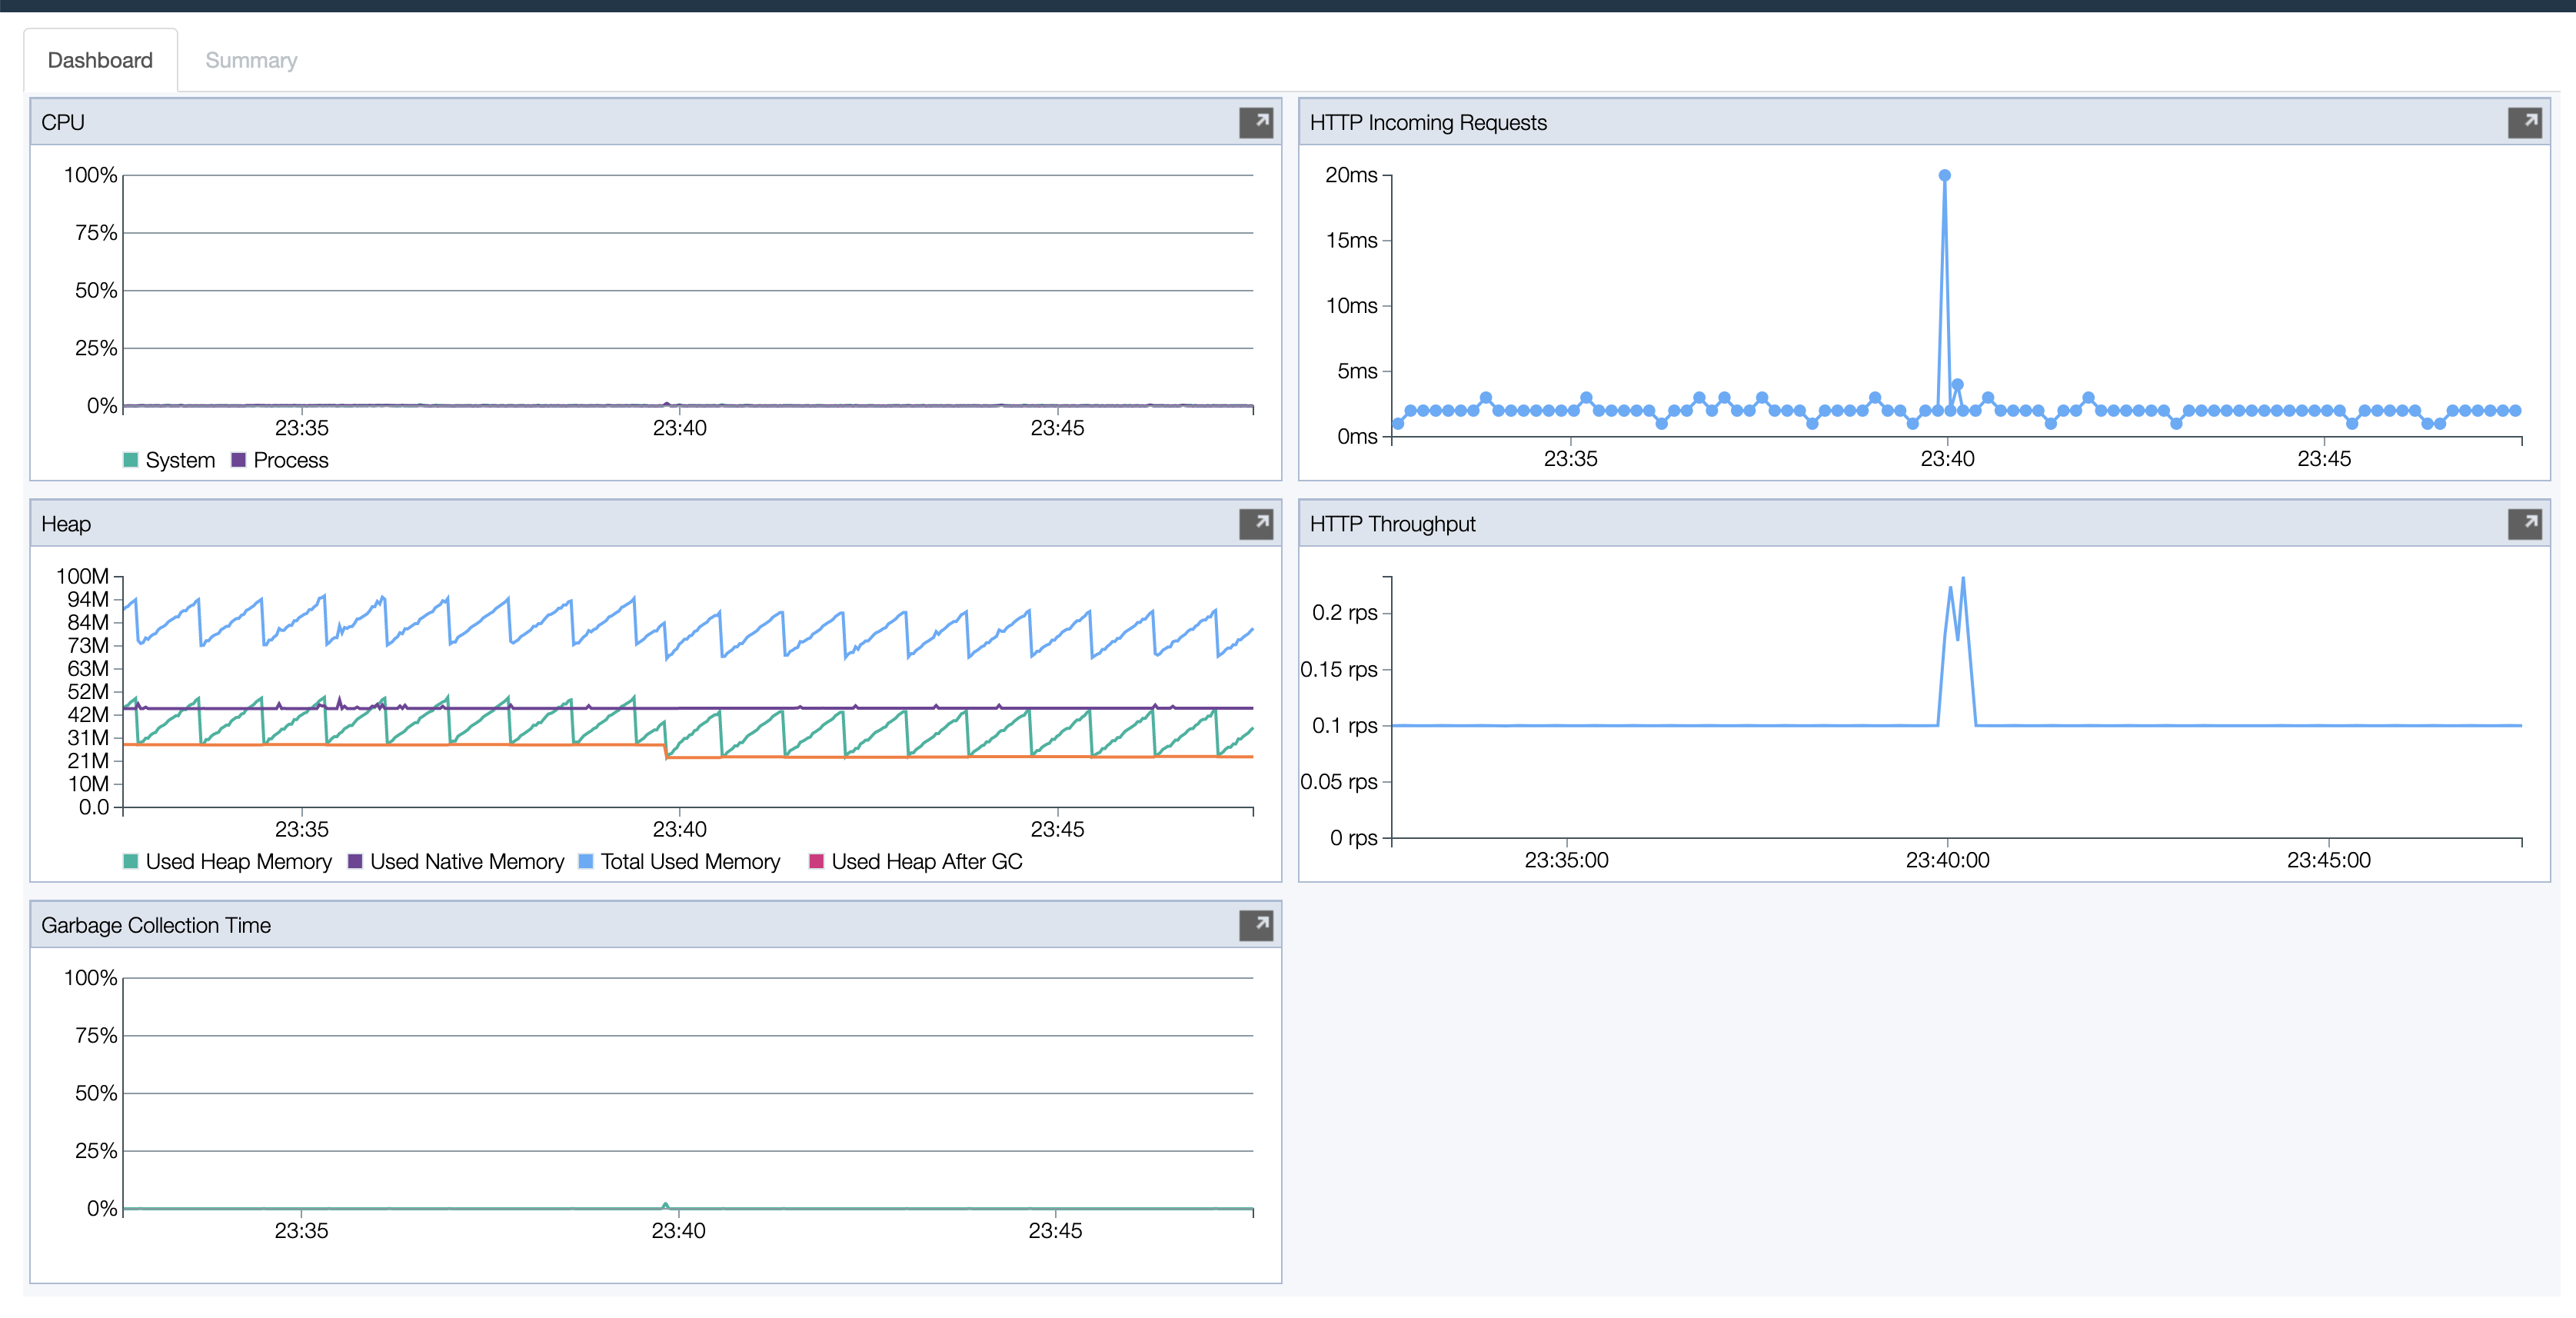 Dashboard Summary
CPU
100%
75%
50%
25%
0%
23:35 23:40 23:45
System Process
HTTP Incoming Requests
20ms
15ms
10ms
5ms
0ms
23:35 23:40 23:45
Heap
100M
94M
84M
73M
63M
52M
42M
31M
21M
10M
0.0
23:35 23:40 23:45
Used Heap Memory Used Native Memory Total Used Memory Used Heap After GC
HTTP Throughput
0.2 rps
0.15 rps
0.1 rps
0.05 rps
0 rps
23:35:00 23:40:00 23:45:00
Garbage Collection Time
100%
75%
50%
25%
0%
23:35 23:40 23:45